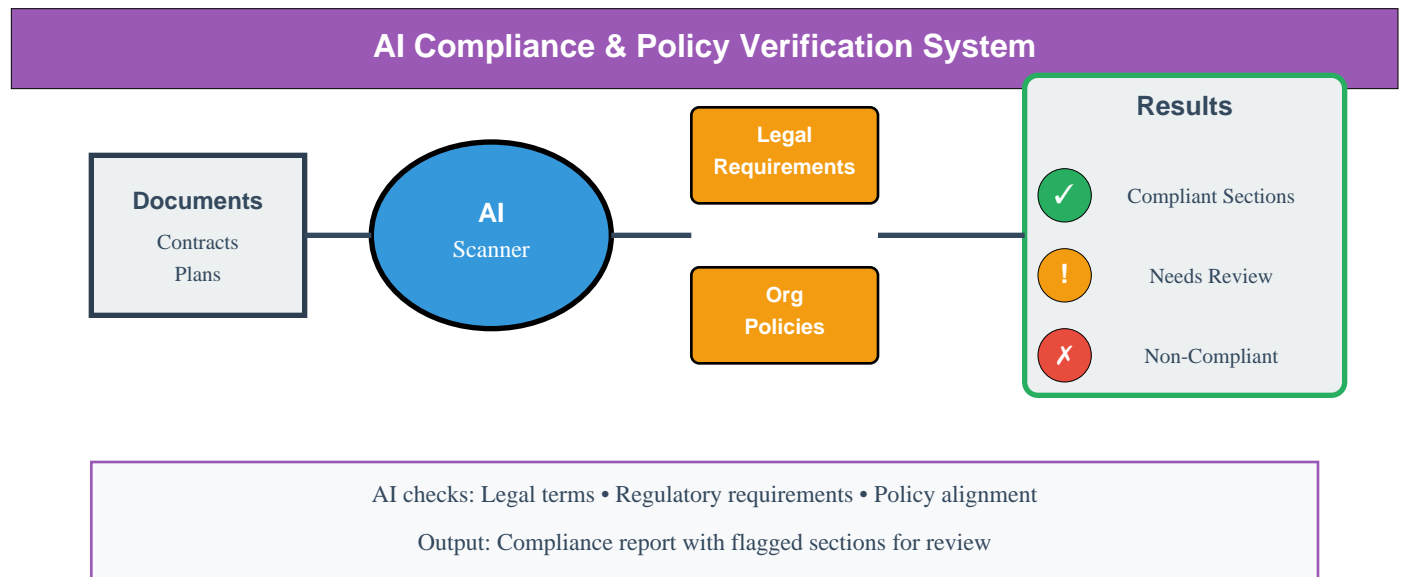 AI Compliance & Policy Verification System
Documents
Contracts
Plans
AI
Scanner
Legal
Requirements
Org
Policies
Results
✓ Compliant Sections
! Needs Review
✗ Non-Compliant
AI checks: Legal terms • Regulatory requirements • Policy alignment
Output: Compliance report with flagged sections for review